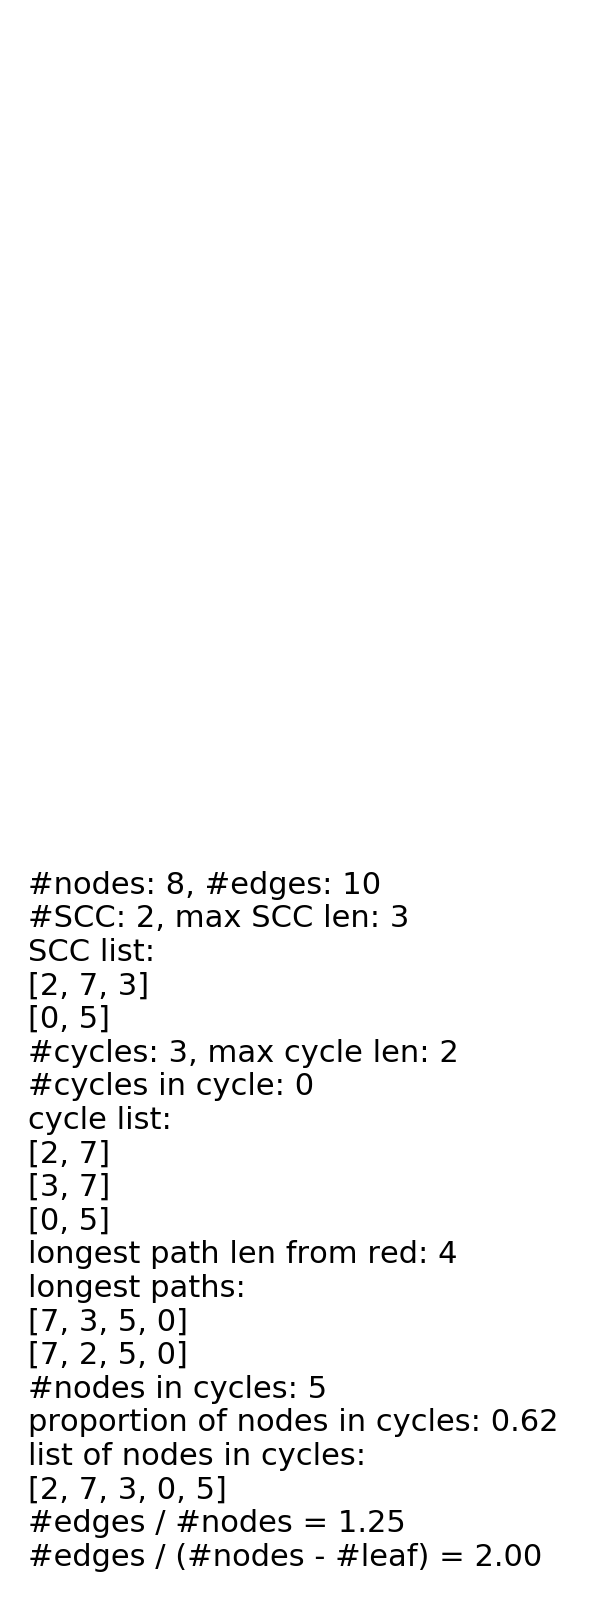 #nodes: 8, #edges: 10
#SCC: 2, max SCC len: 3
SCC list:
[2, 7, 3]
[0, 5]
#cycles: 3, max cycle len: 2
#cycles in cycle: 0
cycle list:
[2, 7]
[3, 7]
[0, 5]
longest path len from red: 4
longest paths:
[7, 3, 5, 0]
[7, 2, 5, 0]
#nodes in cycles: 5
proportion of nodes in cycles: 0.62
list of nodes in cycles:
[2, 7, 3, 0, 5]
#edges / #nodes = 1.25
#edges / (#nodes - #leaf) = 2.00